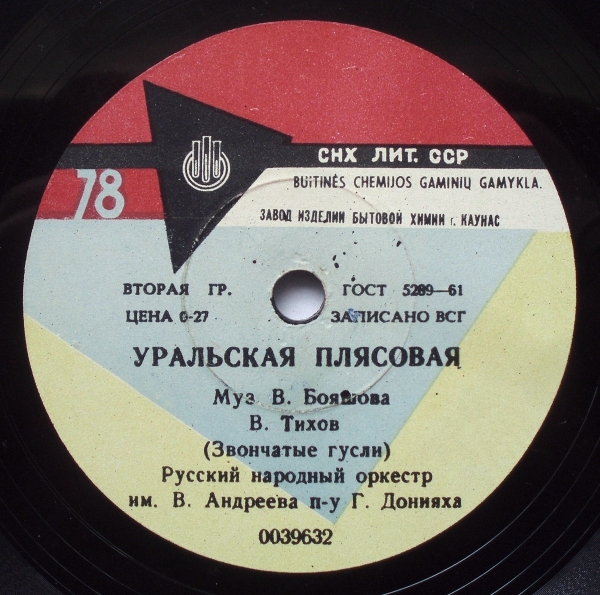 СНХ ЛИТ. ССР
78
BUITINĖS CHEMIJOS GAMINIŲ GAMYKLA.
ЗАВОД ИЗДЕЛИИ БЫТОВОЙ ХИМИИ г. КАУНАС
ВТОРАЯ ГР. ГОСТ 5289—61
ЦЕНА 0-27 ЗАПИСАНО ВСГ
УРАЛЬСКАЯ ПЛЯСОВАЯ
Муз В. Бояшова
В. Тихов
(Звончатые гусли)
Русский народный оркестр
им. В. Андреева п-у Г. Донияха
0039632